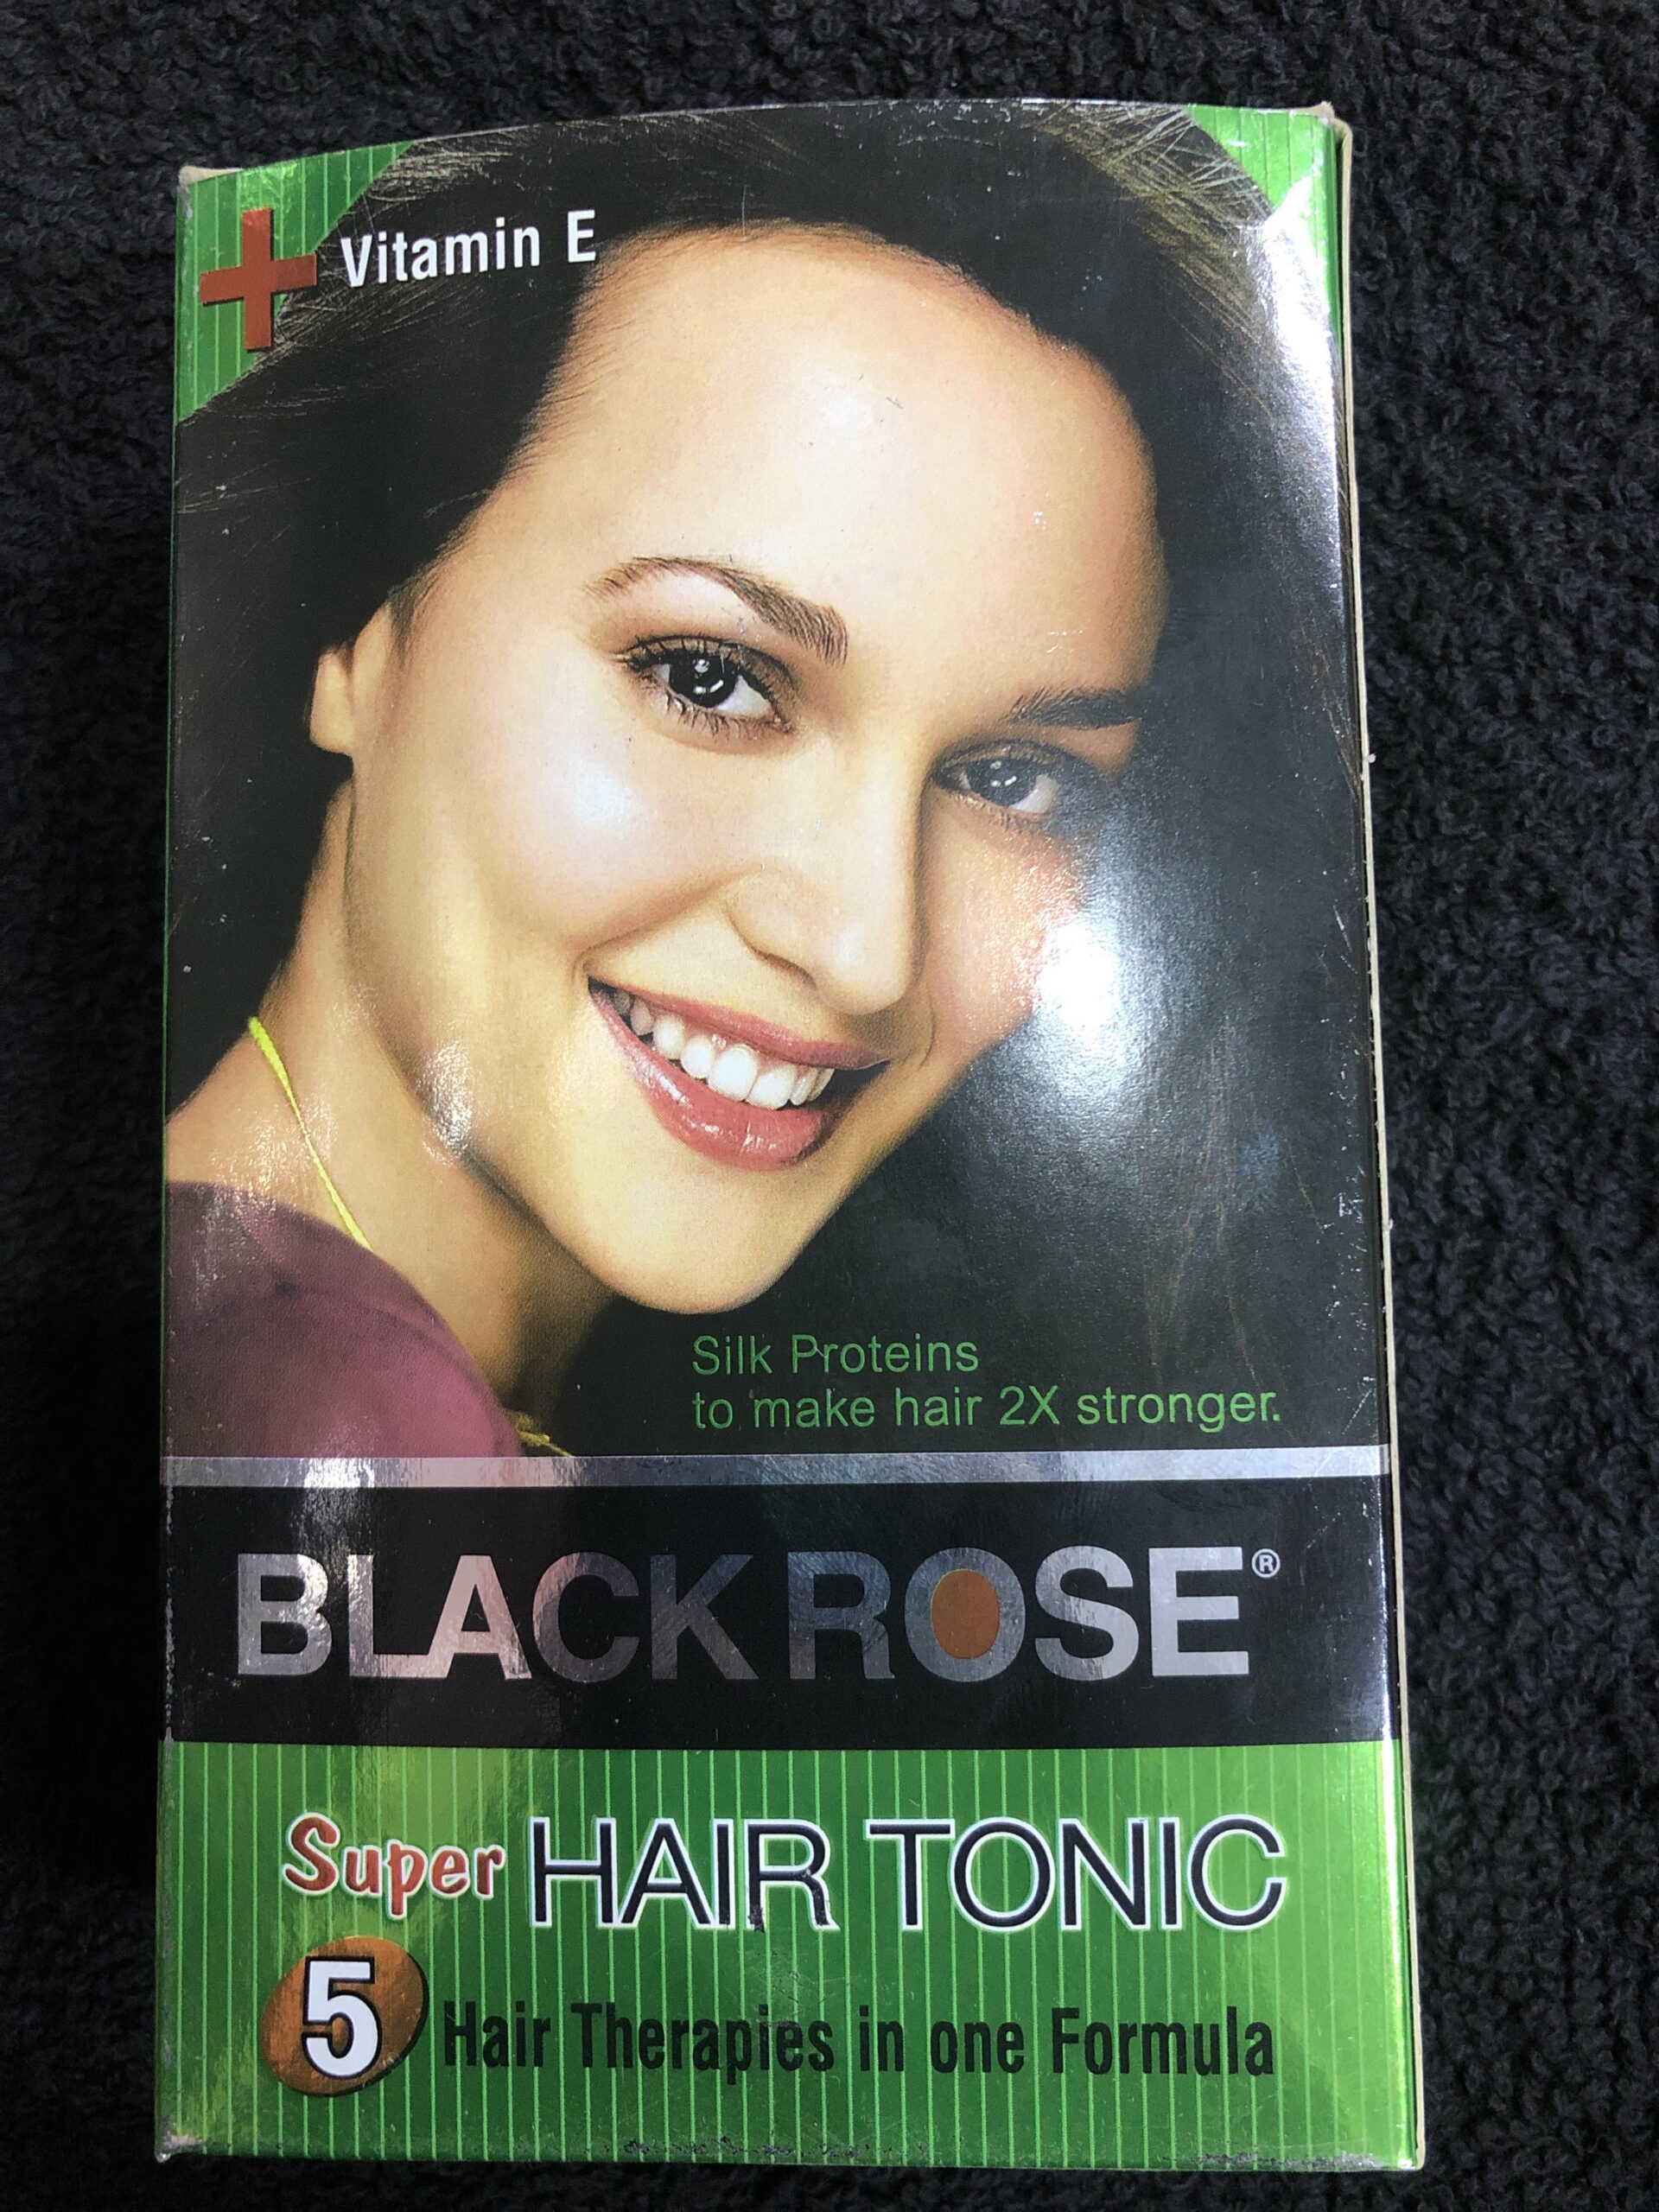 + Vitamin E
Silk Proteins
to make hair 2X stronger.
BLACK ROSE®
Super HAIR TONIC
5 Hair Therapies in one Formula